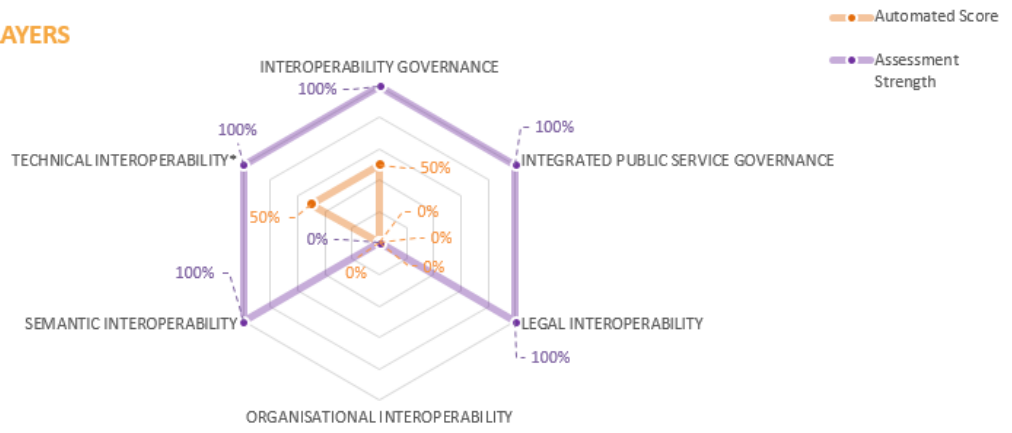 Automated Score
AYERS
Assessment
Strength
INTEROPERABILITY GOVERNANCE
100%
100%
100%
TECHNICAL INTEROPERABILITY*
INTEGRATED PUBLIC SERVICE GOVERNANCE
50%
50%
0%
0%
0%
0%
0%
100%
SEMANTIC INTEROPERABILITY
LEGAL INTEROPERABILITY
100%
ORGANISATIONAL INTEROPERABILITY